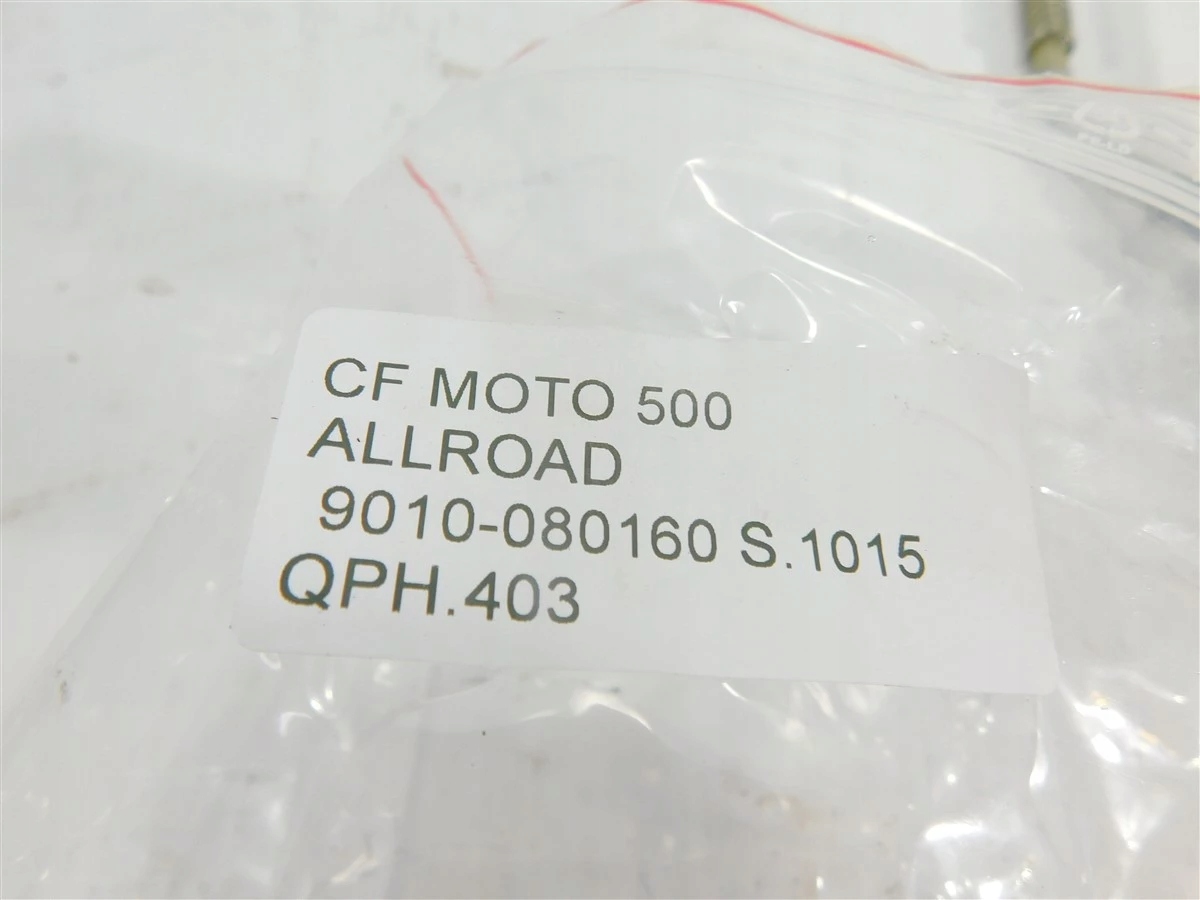 CF MOTO 500
ALLROAD
9010-080160 S.1015
QPH.403